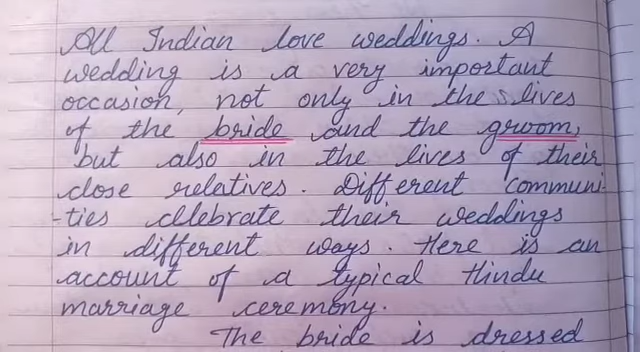 All Indian love weddings. A
wedding is a very important
occasion, not only in the lives
of the bride and the groom,
but also in the lives of their
close relatives. Different communi-
-ties celebrate their weddings
in different ways. Here is an
account of a typical Hindu
marriage ceremony.
The bride is dressed